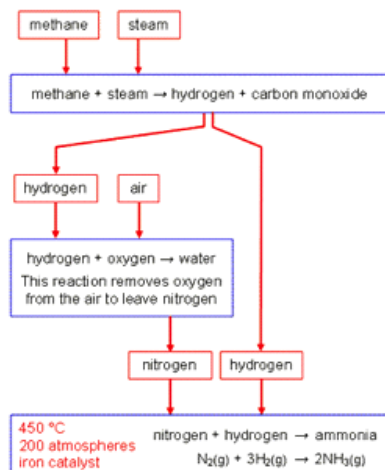 methane
steam
methane + steam → hydrogen + carbon monoxide
hydrogen
air
hydrogen + oxygen → water
This reaction removes oxygen
from the air to leave nitrogen
nitrogen
hydrogen
450 °C
200 atmospheres
iron catalyst
nitrogen + hydrogen → ammonia
N₂(g) + 3H₂(g) → 2NH₃(g)